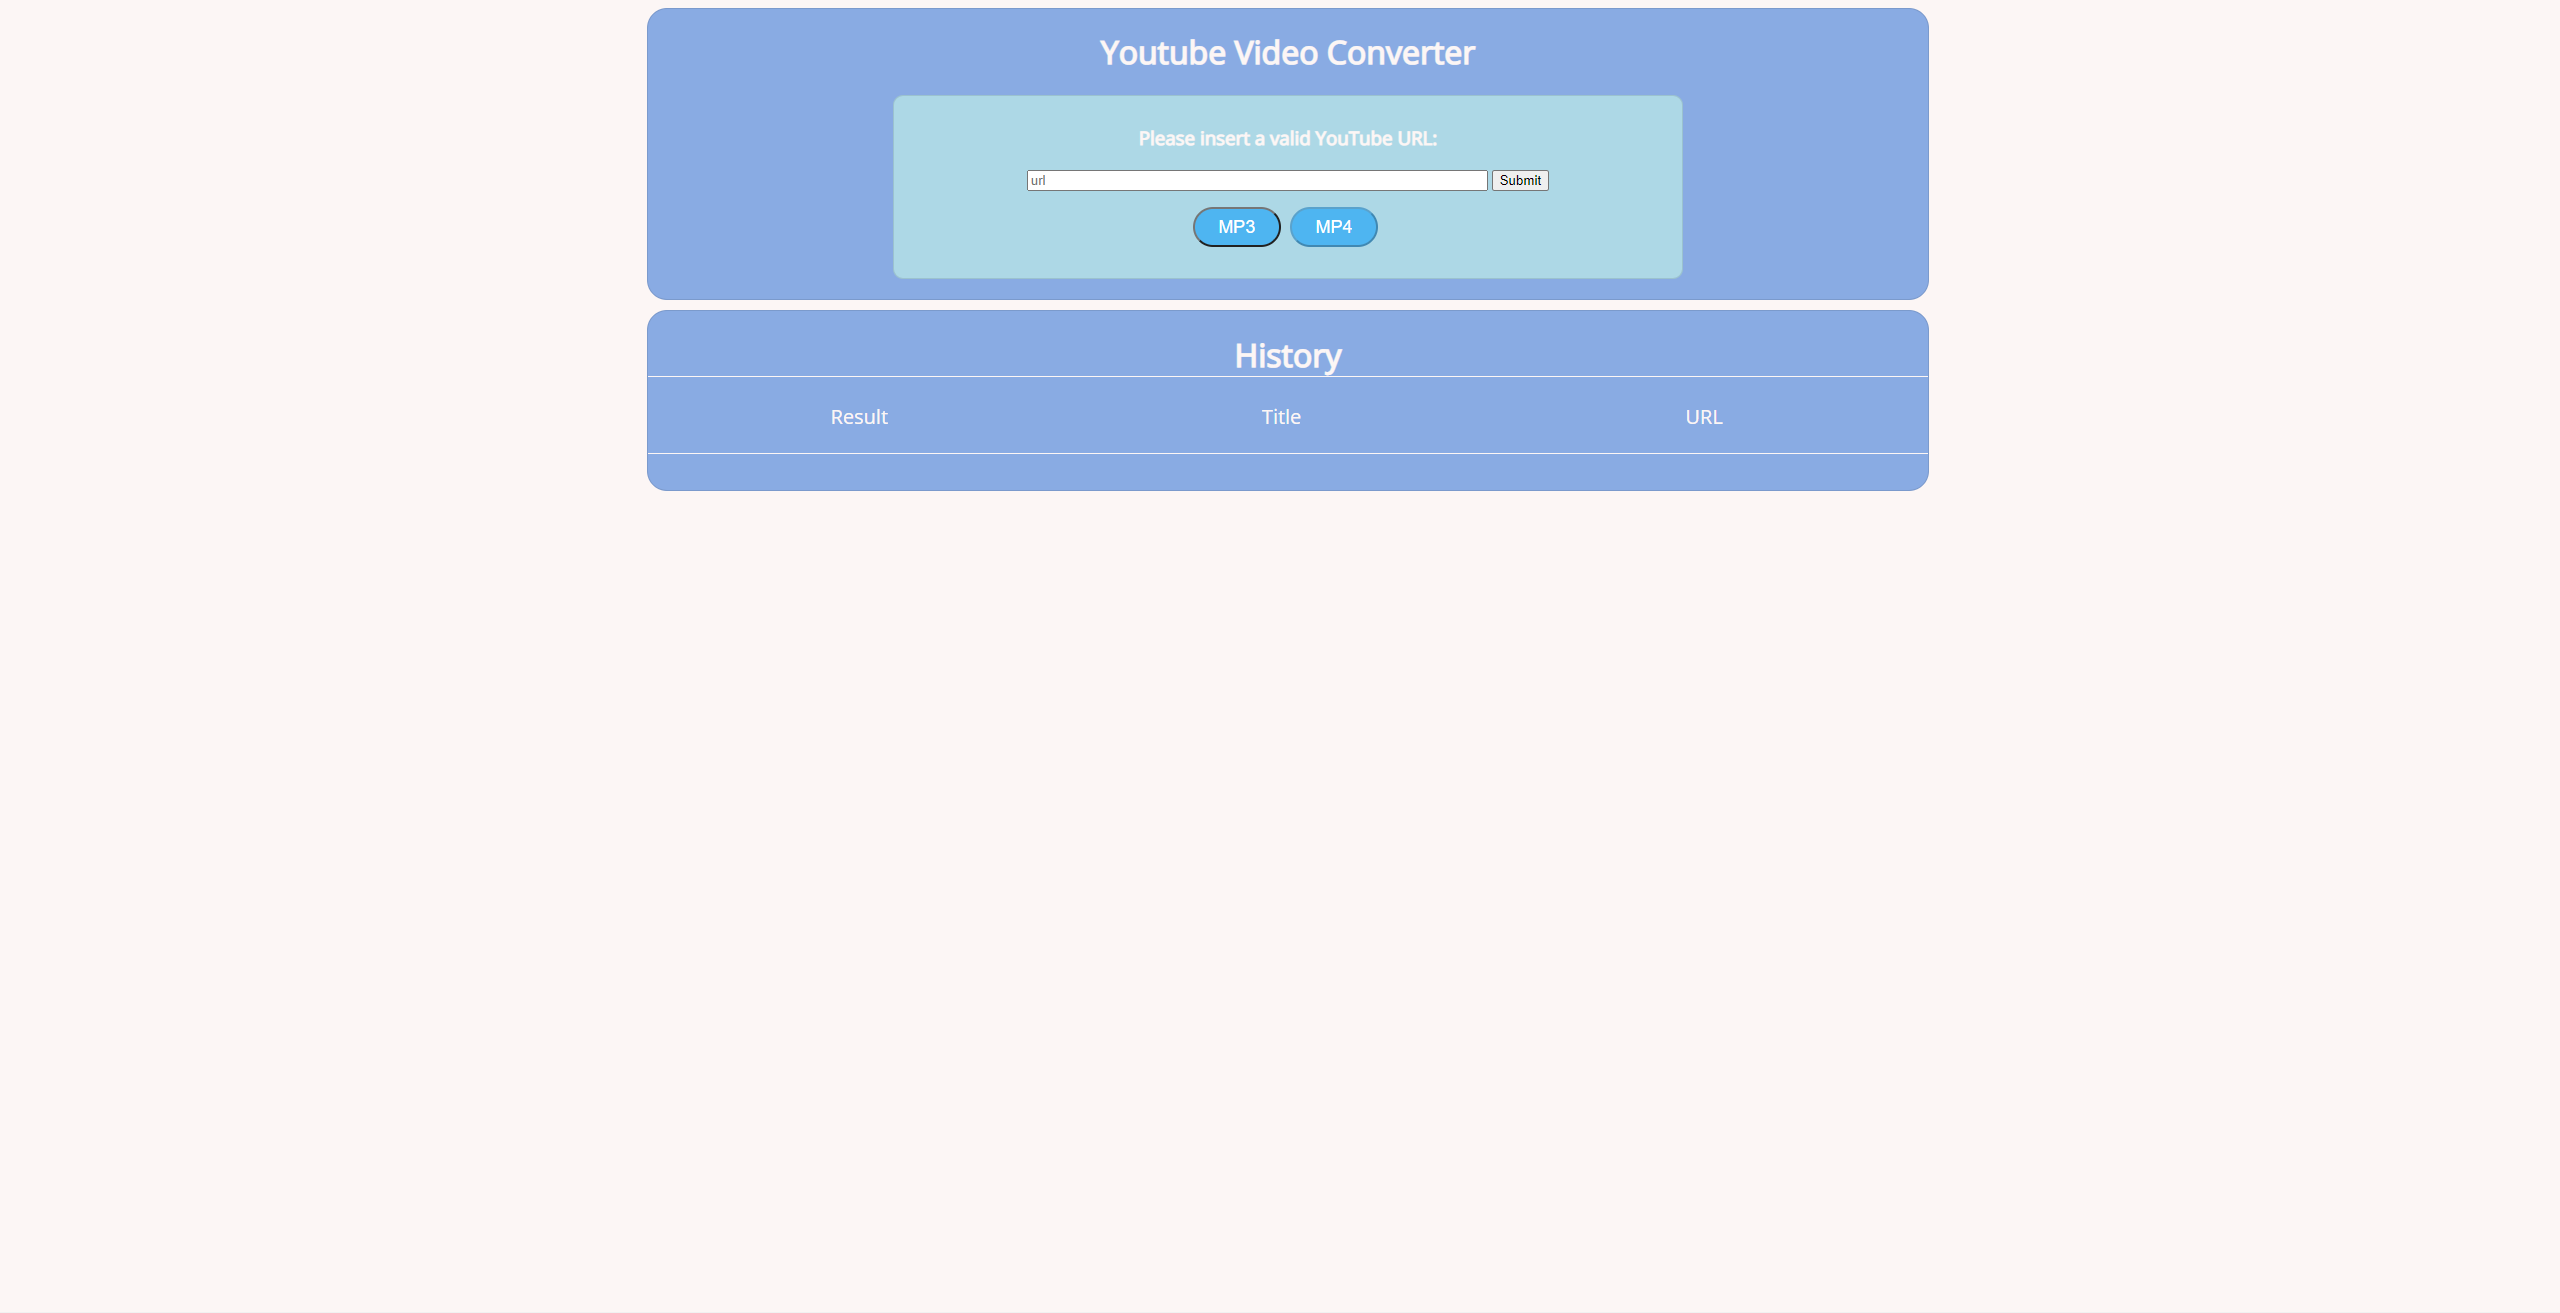 Youtube Video Converter
Please insert a valid YouTube URL:
url Submit
MP3 MP4
History
Result Title URL